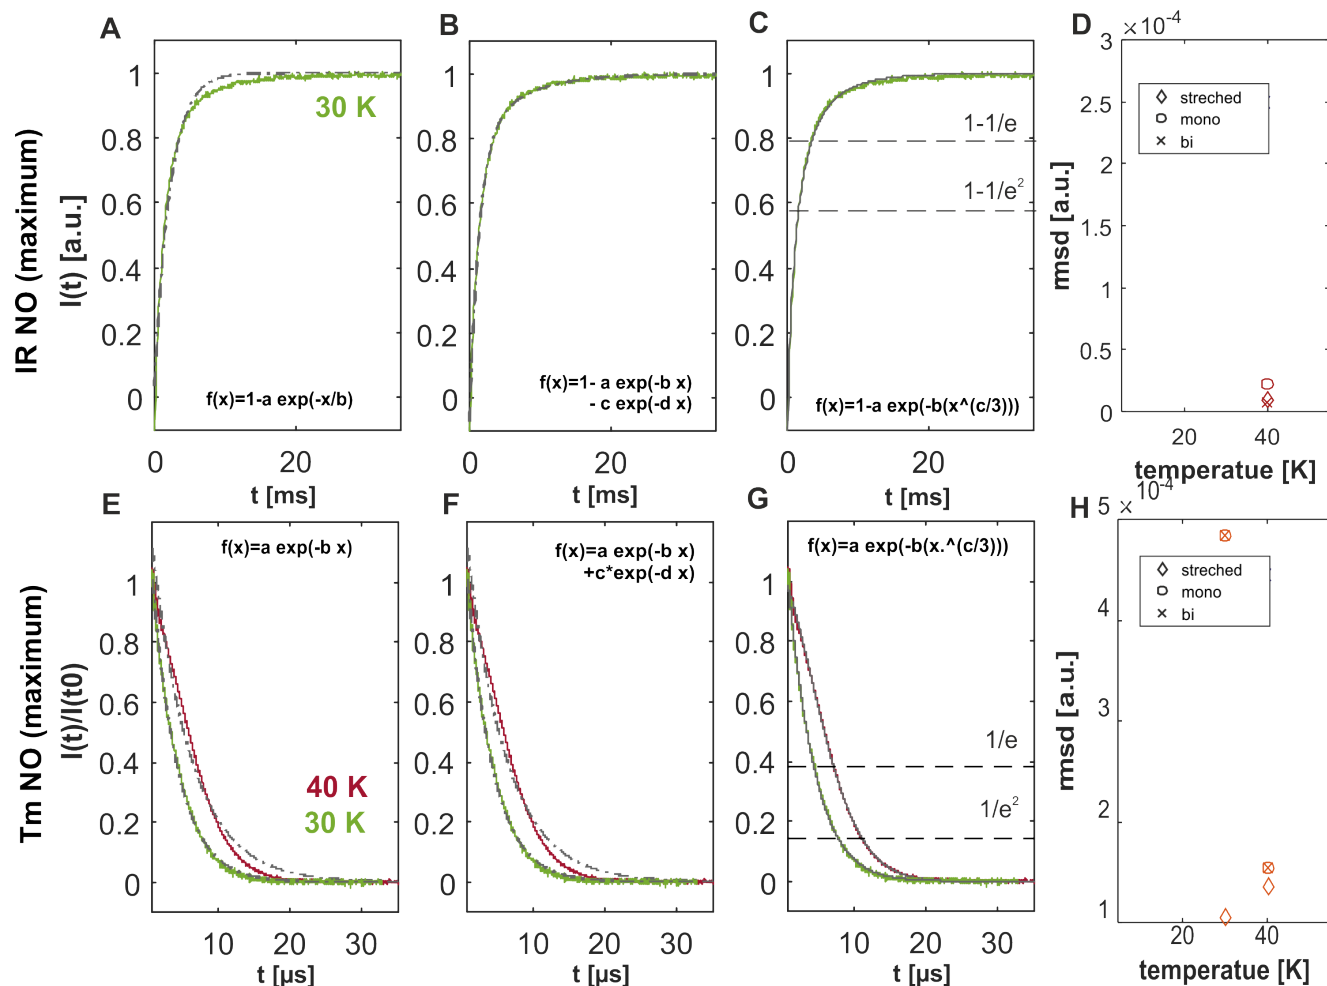 A
B
C
D
×10⁻⁴
IR NO (maximum)
I(t) [a.u.]
1
0.8
0.6
0.4
0.2
0
30 K
f(x)=1-a exp(-x/b)
0
20
t [ms]
1
0.8
0.6
0.4
0.2
0
f(x)=1- a exp(-b x)
- c exp(-d x)
0
20
t [ms]
1
0.8
0.6
0.4
0.2
0
1-1/e
1-1/e²
f(x)=1-a exp(-b(x^(c/3)))
0
20
t [ms]
rmsd [a.u.]
3
2.5
2
1.5
1
0.5
0
streched
mono
bi
20
40
temperatue [K]
E
F
G
H
×10⁻⁴
Tm NO (maximum)
I(t)/I(t0)
1
0.8
0.6
0.4
0.2
0
f(x)=a exp(-b x)
40 K
30 K
10
20
30
t [µs]
1
0.8
0.6
0.4
0.2
0
f(x)=a exp(-b x)
+c*exp(-d x)
10
20
30
t [µs]
1
0.8
0.6
0.4
0.2
0
f(x)=a exp(-b(x.^(c/3)))
1/e
1/e²
10
20
30
t [µs]
rmsd [a.u.]
5
4
3
2
1
streched
mono
bi
20
40
temperatue [K]